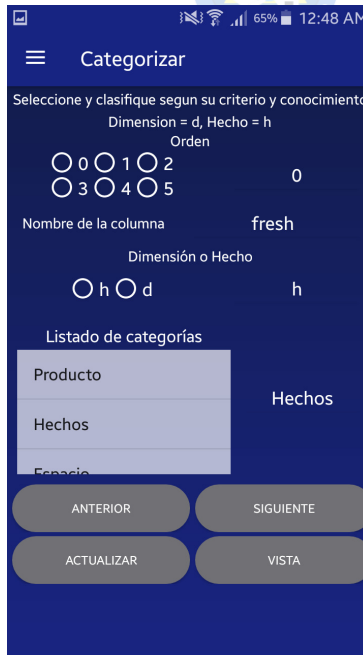 65% 12:48 AM
Categorizar
Seleccione y clasifique segun su criterio y conocimiento
Dimension = d, Hecho = h
Orden
0 1 2
3 4 5
0
Nombre de la columna fresh
Dimensión o Hecho
h d h
Listado de categorías
Producto
Hechos
Hechos
Espacio
ANTERIOR SIGUIENTE
ACTUALIZAR VISTA